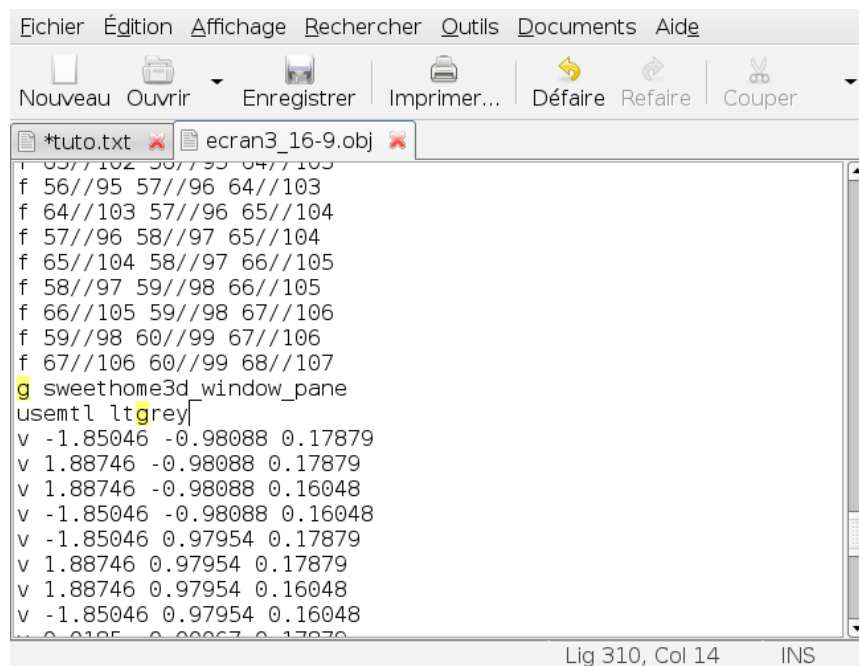 Fichier Édition Affichage Rechercher Outils Documents Aide
Nouveau Ouvrir Enregistrer Imprimer... Défaire Refaire Couper
*tuto.txt ecran3_16-9.obj
f 56//95 57//96 64//103
f 64//103 57//96 65//104
f 57//96 58//97 65//104
f 65//104 58//97 66//105
f 58//97 59//98 66//105
f 66//105 59//98 67//106
f 59//98 60//99 67//106
f 67//106 60//99 68//107
g sweethome3d_window_pane
usemtl ltgrey
v -1.85046 -0.98088 0.17879
v 1.88746 -0.98088 0.17879
v 1.88746 -0.98088 0.16048
v -1.85046 -0.98088 0.16048
v -1.85046 0.97954 0.17879
v 1.88746 0.97954 0.17879
v 1.88746 0.97954 0.16048
v -1.85046 0.97954 0.16048
Lig 310, Col 14 INS